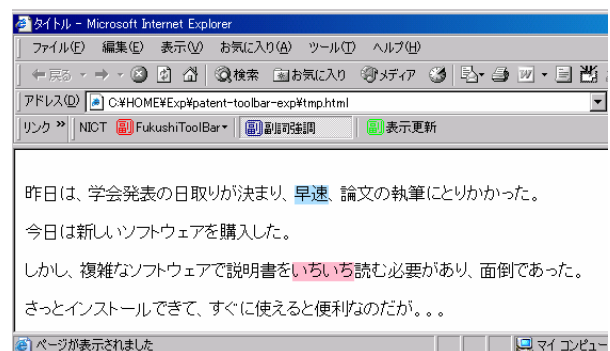 タイトル - Microsoft Internet Explorer
ファイル(F) 編集(E) 表示(V) お気に入り(A) ツール(T) ヘルプ(H)
戻る 検索 お気に入り メディア
アドレス(D) C:¥HOME¥Exp¥patent-toolbar-exp¥tmp.html
リンク » NICT 副 FukushiToolBar 副 副詞強調 副 表示更新
昨日は、学会発表の日取りが決まり、早速、論文の執筆にとりかかった。
今日は新しいソフトウェアを購入した。
しかし、複雑なソフトウェアで説明書をいちいち読む必要があり、面倒であった。
さっとインストールできて、すぐに使えると便利なのだが。。。
ページが表示されました マイ コンピュー